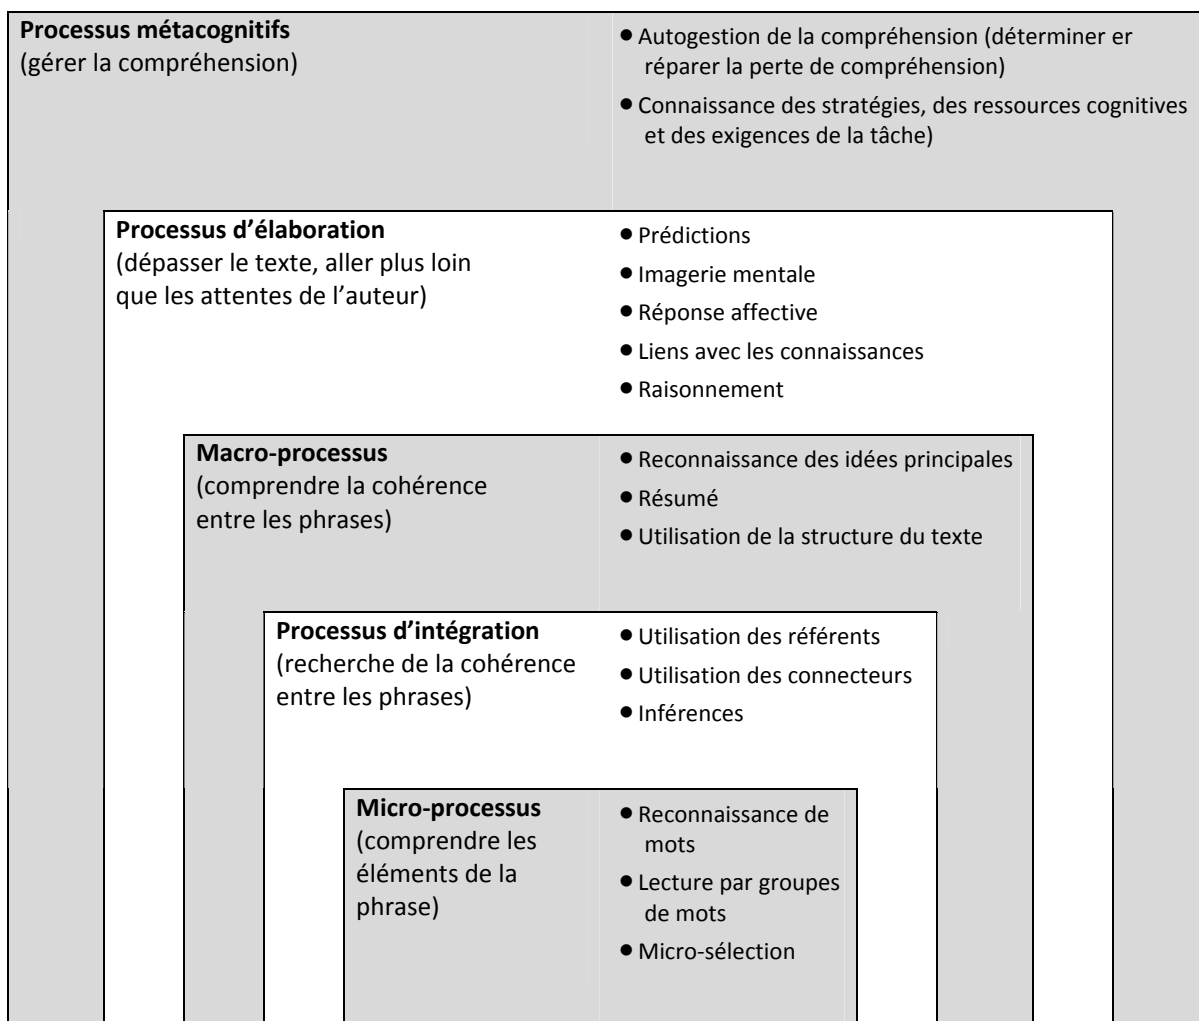 Processus métacognitifs
(gérer la compréhension)
• Autogestion de la compréhension (déterminer er
réparer la perte de compréhension)
• Connaissance des stratégies, des ressources cognitives
et des exigences de la tâche)
Processus d’élaboration
(dépasser le texte, aller plus loin
que les attentes de l’auteur)
• Prédictions
• Imagerie mentale
• Réponse affective
• Liens avec les connaissances
• Raisonnement
Macro-processus
(comprendre la cohérence
entre les phrases)
• Reconnaissance des idées principales
• Résumé
• Utilisation de la structure du texte
Processus d’intégration
(recherche de la cohérence
entre les phrases)
• Utilisation des référents
• Utilisation des connecteurs
• Inférences
Micro-processus
(comprendre les
éléments de la
phrase)
• Reconnaissance de
mots
• Lecture par groupes
de mots
• Micro-sélection